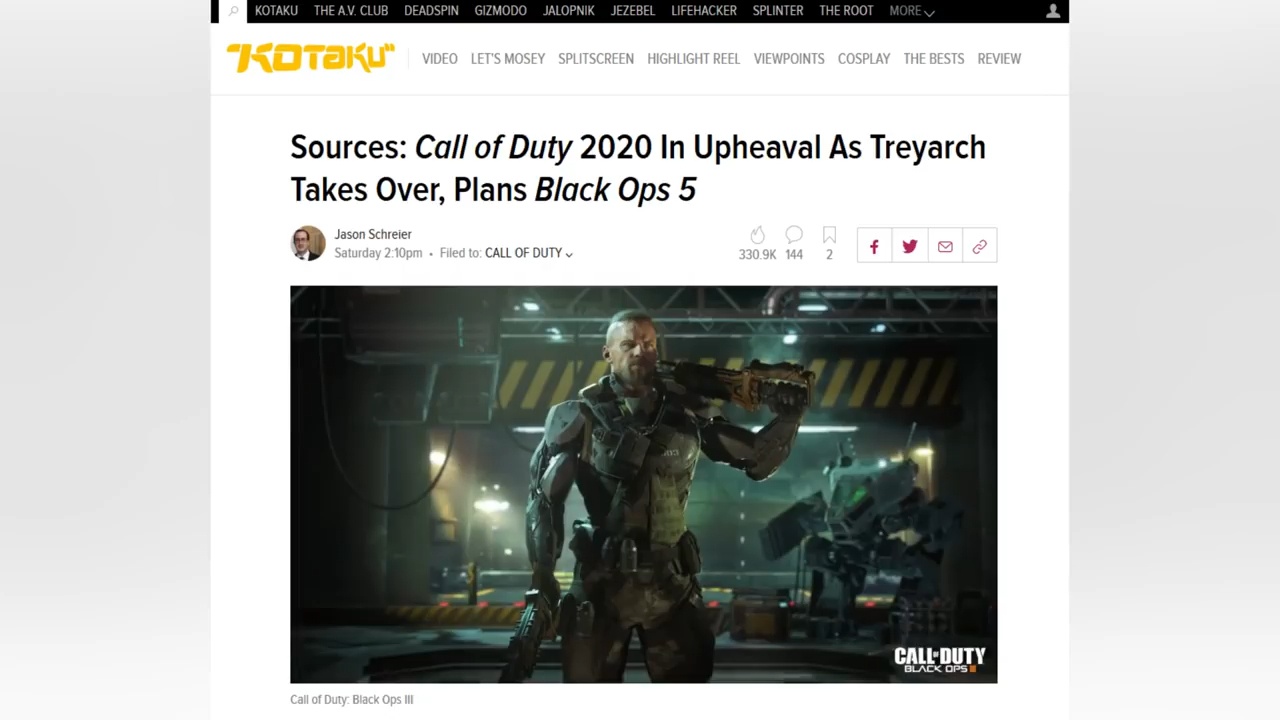 KOTAKU THE A.V. CLUB DEADSPIN GIZMODO JALOPNIK JEZEBEL LIFEHACKER SPLINTER THE ROOT MORE
KOTAKU VIDEO LET'S MOSEY SPLITSCREEN HIGHLIGHT REEL VIEWPOINTS COSPLAY THE BESTS REVIEW
Sources: Call of Duty 2020 In Upheaval As Treyarch
Takes Over, Plans Black Ops 5
Jason Schreier
Saturday 2:10pm • Filed to: CALL OF DUTY
330.9K 144 2
CALL OF DUTY
BLACK OPS III
Call of Duty: Black Ops III